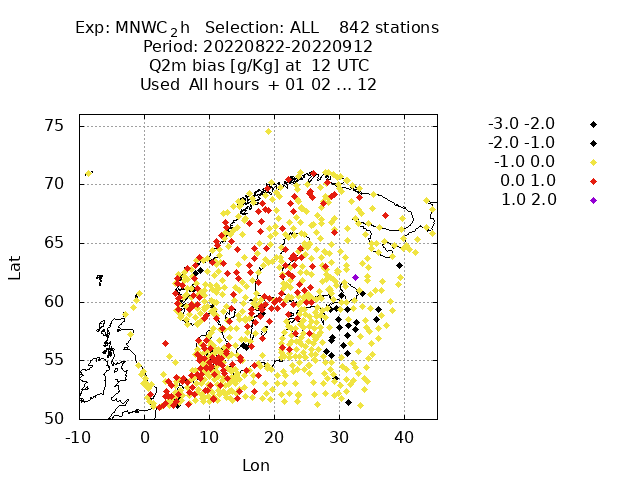 Exp: MNWC_2h Selection: ALL 842 stations
Period: 20220822-20220912
Q2m bias [g/Kg] at 12 UTC
Used All hours + 01 02 ... 12
75
70
65
60
55
50
-10 0 10 20 30 40
Lat
Lon
-3.0 -2.0
-2.0 -1.0
-1.0 0.0
0.0 1.0
1.0 2.0